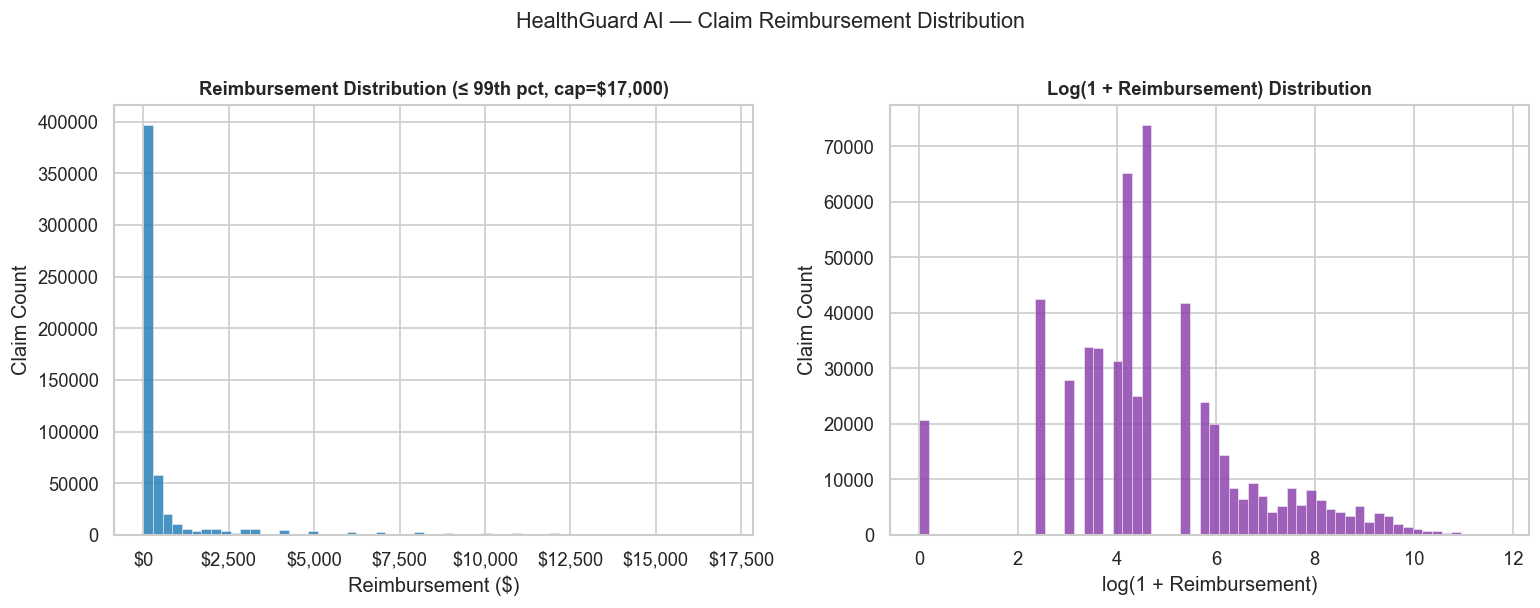 HealthGuard AI — Claim Reimbursement Distribution
Reimbursement Distribution (≤ 99th pct, cap=$17,000)
400000
350000
300000
250000
200000
150000
100000
50000
0
Claim Count
$0 $2,500 $5,000 $7,500 $10,000 $12,500 $15,000 $17,500
Reimbursement ($)
Log(1 + Reimbursement) Distribution
70000
60000
50000
40000
30000
20000
10000
0
Claim Count
0 2 4 6 8 10 12
log(1 + Reimbursement)